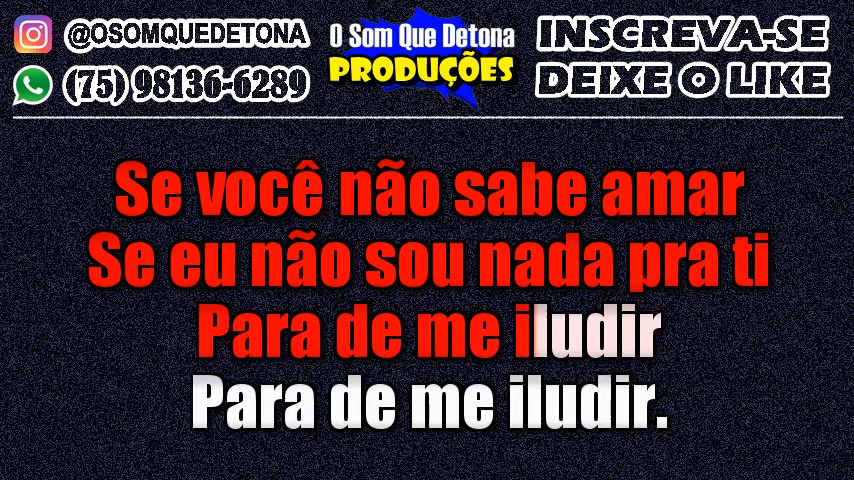 @OSOMQUEDETONA
(75) 98136-6289
O Som Que Detona
PRODUÇÕES
INSCREVA-SE
DEIXE O LIKE
Se você não sabe amar
Se eu não sou nada pra ti
Para de me iludir
Para de me iludir.